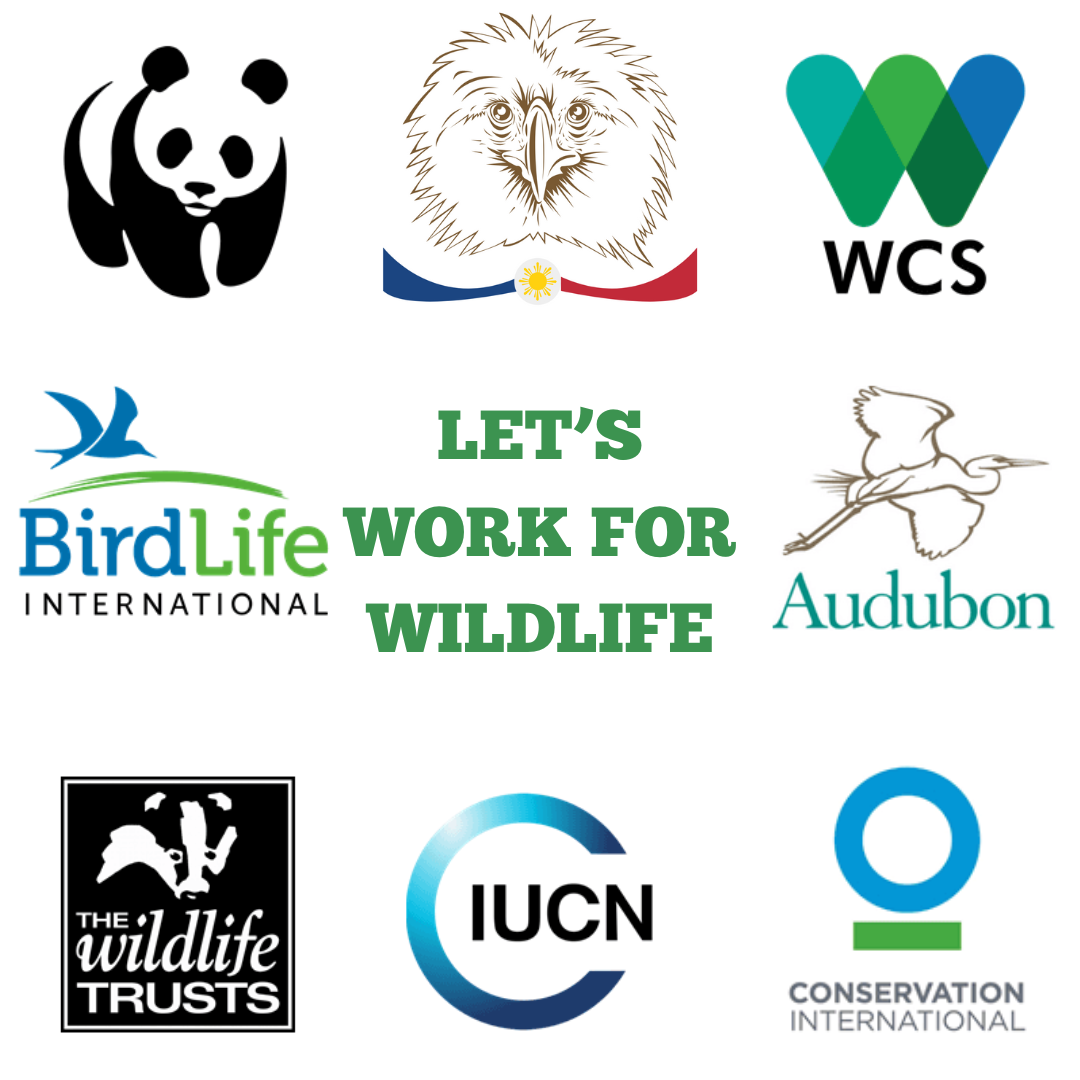 WCS
BirdLife
INTERNATIONAL
LET’S
WORK FOR
WILDLIFE
Audubon
THE
wildlife
TRUSTS
IUCN
CONSERVATION
INTERNATIONAL